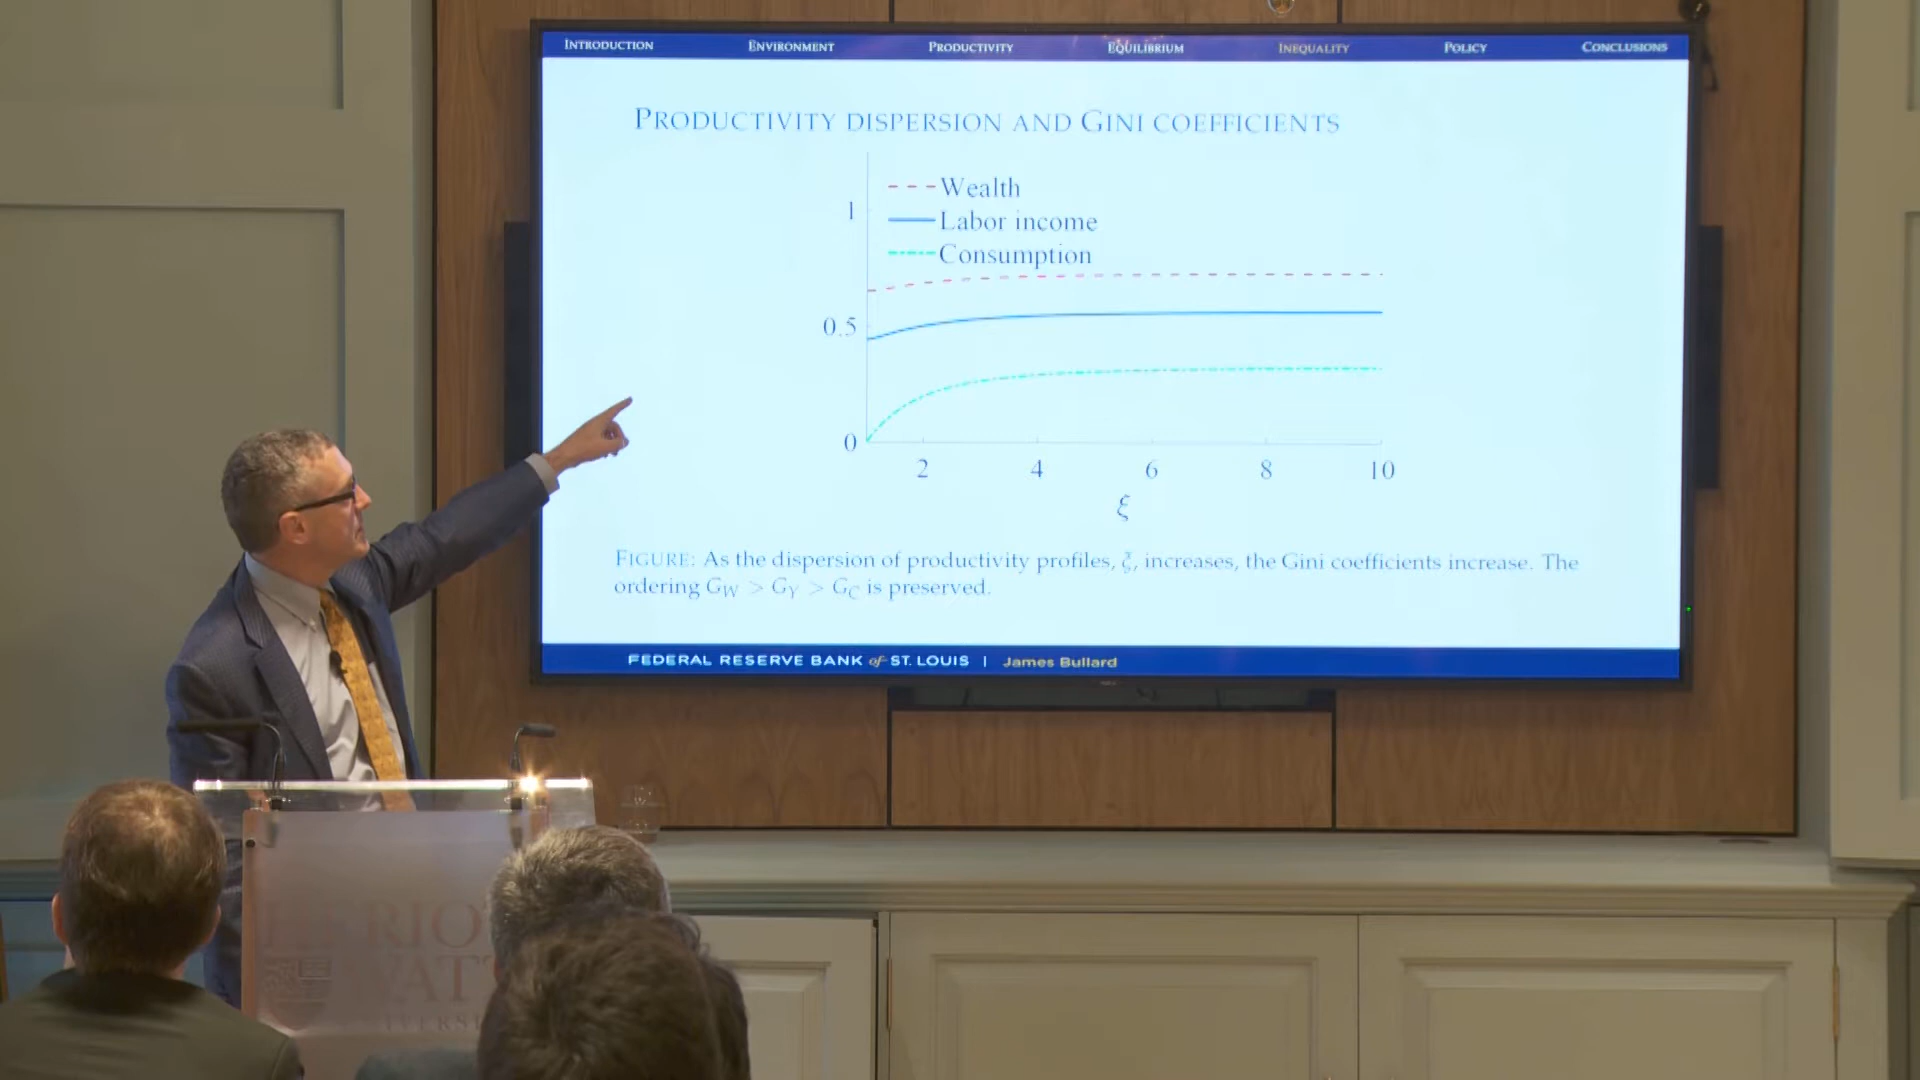 INTRODUCTION ENVIRONMENT PRODUCTIVITY EQUILIBRIUM INEQUALITY POLICY CONCLUSIONS
PRODUCTIVITY DISPERSION AND GINI COEFFICIENTS
Wealth
1
Labor income
Consumption
0.5
0
2 4 6 8 10
ξ
FIGURE: As the dispersion of productivity profiles, ξ, increases, the Gini coefficients increase. The
ordering G_W > G_Y > G_C is preserved.
FEDERAL RESERVE BANK of ST. LOUIS | James Bullard